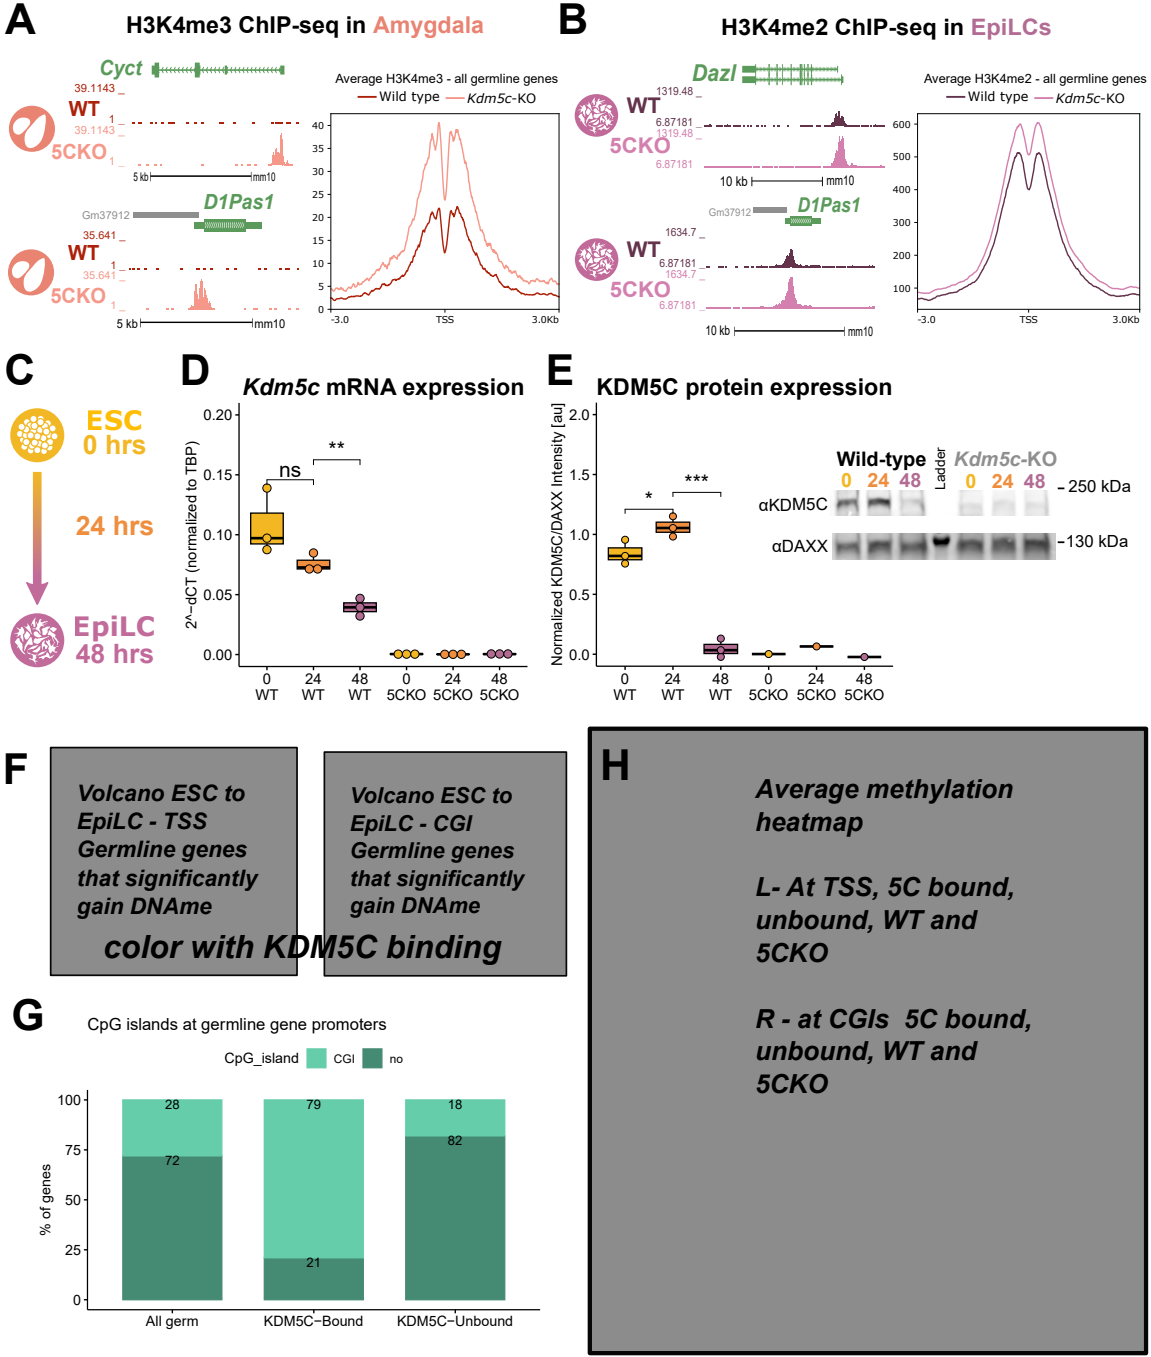 A
H3K4me3 ChIP-seq in Amygdala
Cyct
39.1143
WT
1
39.1143
5CKO
1
5 kb
mm10
D1Pas1
Gm37912
35.641
WT
1
35.641
5CKO
1
5 kb
mm10
Average H3K4me3 - all germline genes
Wild type
Kdm5c-KO
40
35
30
25
20
15
10
5
0
-3.0
TSS
3.0Kb
B
H3K4me2 ChIP-seq in EpiLCs
Dazl
1319.48
WT
6.87181
1319.48
5CKO
6.87181
10 kb
mm10
D1Pas1
Gm37912
1634.7
WT
6.87181
1634.7
5CKO
6.87181
10 kb
mm10
Average H3K4me2 - all germline genes
Wild type
Kdm5c-KO
600
500
400
300
200
100
-3.0
TSS
3.0Kb
C
ESC
0 hrs
24 hrs
EpiLC
48 hrs
D
Kdm5c mRNA expression
2^−dCT (normalized to TBP)
0.20
0.15
0.10
0.05
0.00
ns
**
0 24 48 0 24 48
WT WT WT 5CKO 5CKO 5CKO
E
KDM5C protein expression
Normalized KDM5C/DAXX Intensity [au]
2.0
1.5
1.0
0.5
0.0
*
***
0 24 48 0 24 48
WT WT WT 5CKO 5CKO 5CKO
Wild-type
Ladder
Kdm5c-KO
0 24 48 0 24 48
αKDM5C
- 250 kDa
αDAXX
-130 kDa
F
Volcano ESC to
EpiLC - TSS
Germline genes
that significantly
gain DNAme
Volcano ESC to
EpiLC - CGI
Germline genes
that significantly
gain DNAme
color with KDM5C binding
G
CpG islands at germline gene promoters
CpG_island CGI no
% of genes
100
75
50
25
0
28
72
79
21
18
82
All germ
KDM5C−Bound
KDM5C−Unbound
H
Average methylation
heatmap
L- At TSS, 5C bound,
unbound, WT and
5CKO
R - at CGIs 5C bound,
unbound, WT and
5CKO